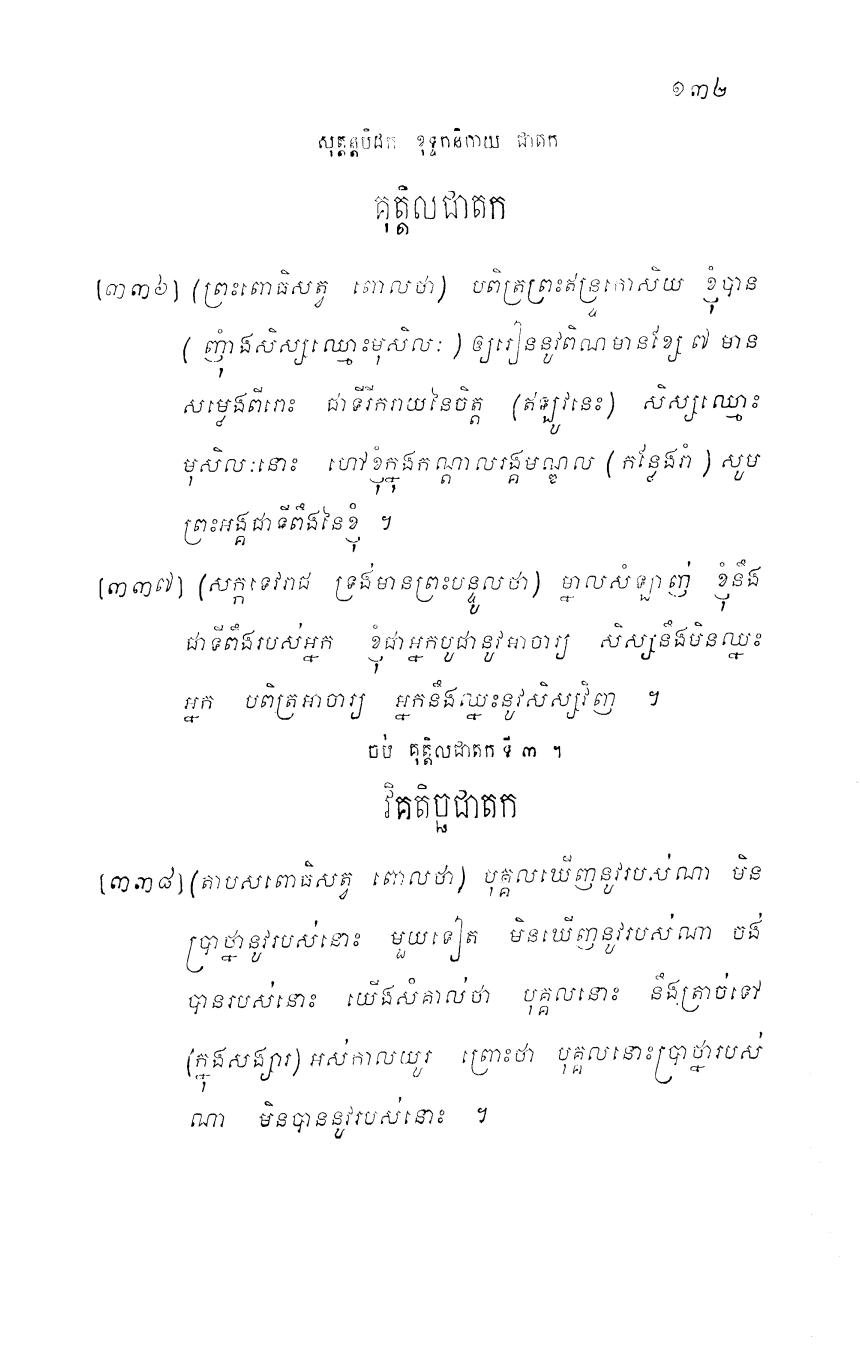 ១៣២
សុត្តន្តបិដក ខុទ្ទកនិកាយ ជាតក
គុត្តិលជាតក
[៣៣៦] (ព្រះពោធិសត្វ ពោលថា) បពិត្រព្រះឥន្ទ្រកោសិយ ខ្ញុំបាន
( ញ៉ាំងសិស្សឈ្មោះមុសិលៈ ) ឲ្យរៀននូវពិណមានខ្សែ ៧ មាន
សម្លេងពីរោះ ជាទីរីករាយនៃចិត្ត (ឥឡូវនេះ) សិស្សឈ្មោះ
មុសិលៈនោះ ហៅខ្ញុំក្នុងកណ្តាលរង្គមណ្ឌល ( កន្លែងរាំ ) សូម
ព្រះអង្គជាទីពឹងនៃខ្ញុំ ។
[៣៣៧] (សក្កទេវរាជ ទ្រង់មានព្រះបន្ទូលថា) ម្នាលសំឡាញ់ ខ្ញុំនឹង
ជាទីពឹងរបស់អ្នក ខ្ញុំជាអ្នកបូជានូវអាចារ្យ សិស្សនឹងមិនឈ្នះ
អ្នក បពិត្រអាចារ្យ អ្នកនឹងឈ្នះនូវសិស្សវិញ ។
ចប់ គុត្តិលជាតក ទី ៣ ។
វិគតិច្ឆជាតក
[៣៣៨] (តាបសពោធិសត្វ ពោលថា) បុគ្គលឃើញនូវរបស់ណា មិន
ប្រាថ្នានូវរបស់នោះ មួយទៀត មិនឃើញនូវរបស់ណា ចង់
បានរបស់នោះ យើងសំគាល់ថា បុគ្គលនោះ នឹងត្រាច់ទៅ
(ក្នុងសង្សារ) អស់កាលយូរ ព្រោះថា បុគ្គលនោះប្រាថ្នារបស់
ណា មិនបាននូវរបស់នោះ ។